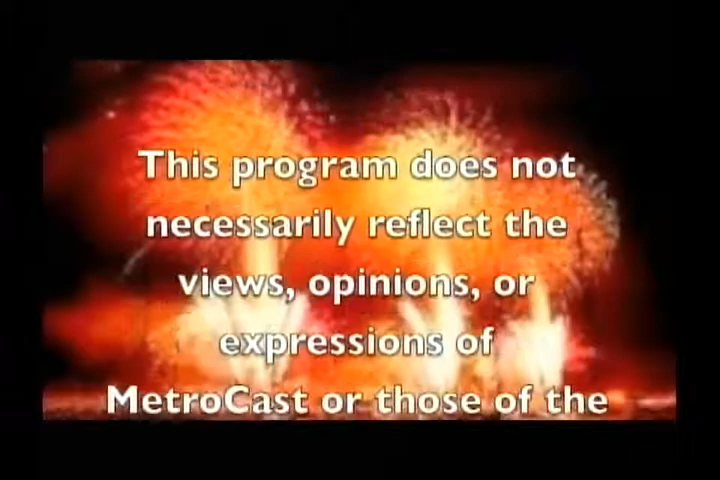 This program does not
necessarily reflect the
views, opinions, or
expressions of
MetroCast or those of the